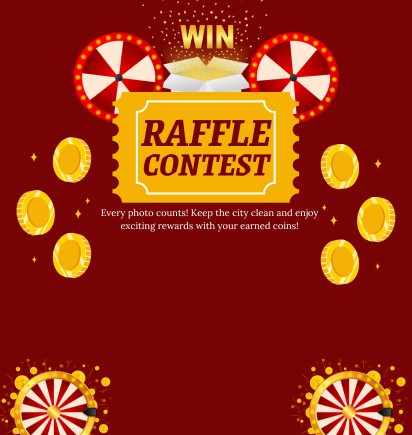 WIN
RAFFLE
CONTEST
Every photo counts! Keep the city clean and enjoy
exciting rewards with your earned coins!